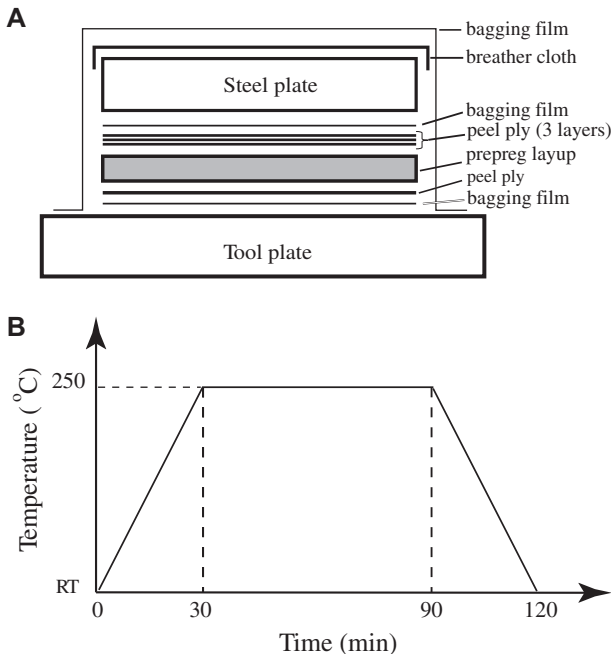 A
bagging film
breather cloth
Steel plate
bagging film
peel ply (3 layers)
prepreg layup
peel ply
bagging film
Tool plate
B
250
Temperature (°C)
RT
0 30 90 120
Time (min)